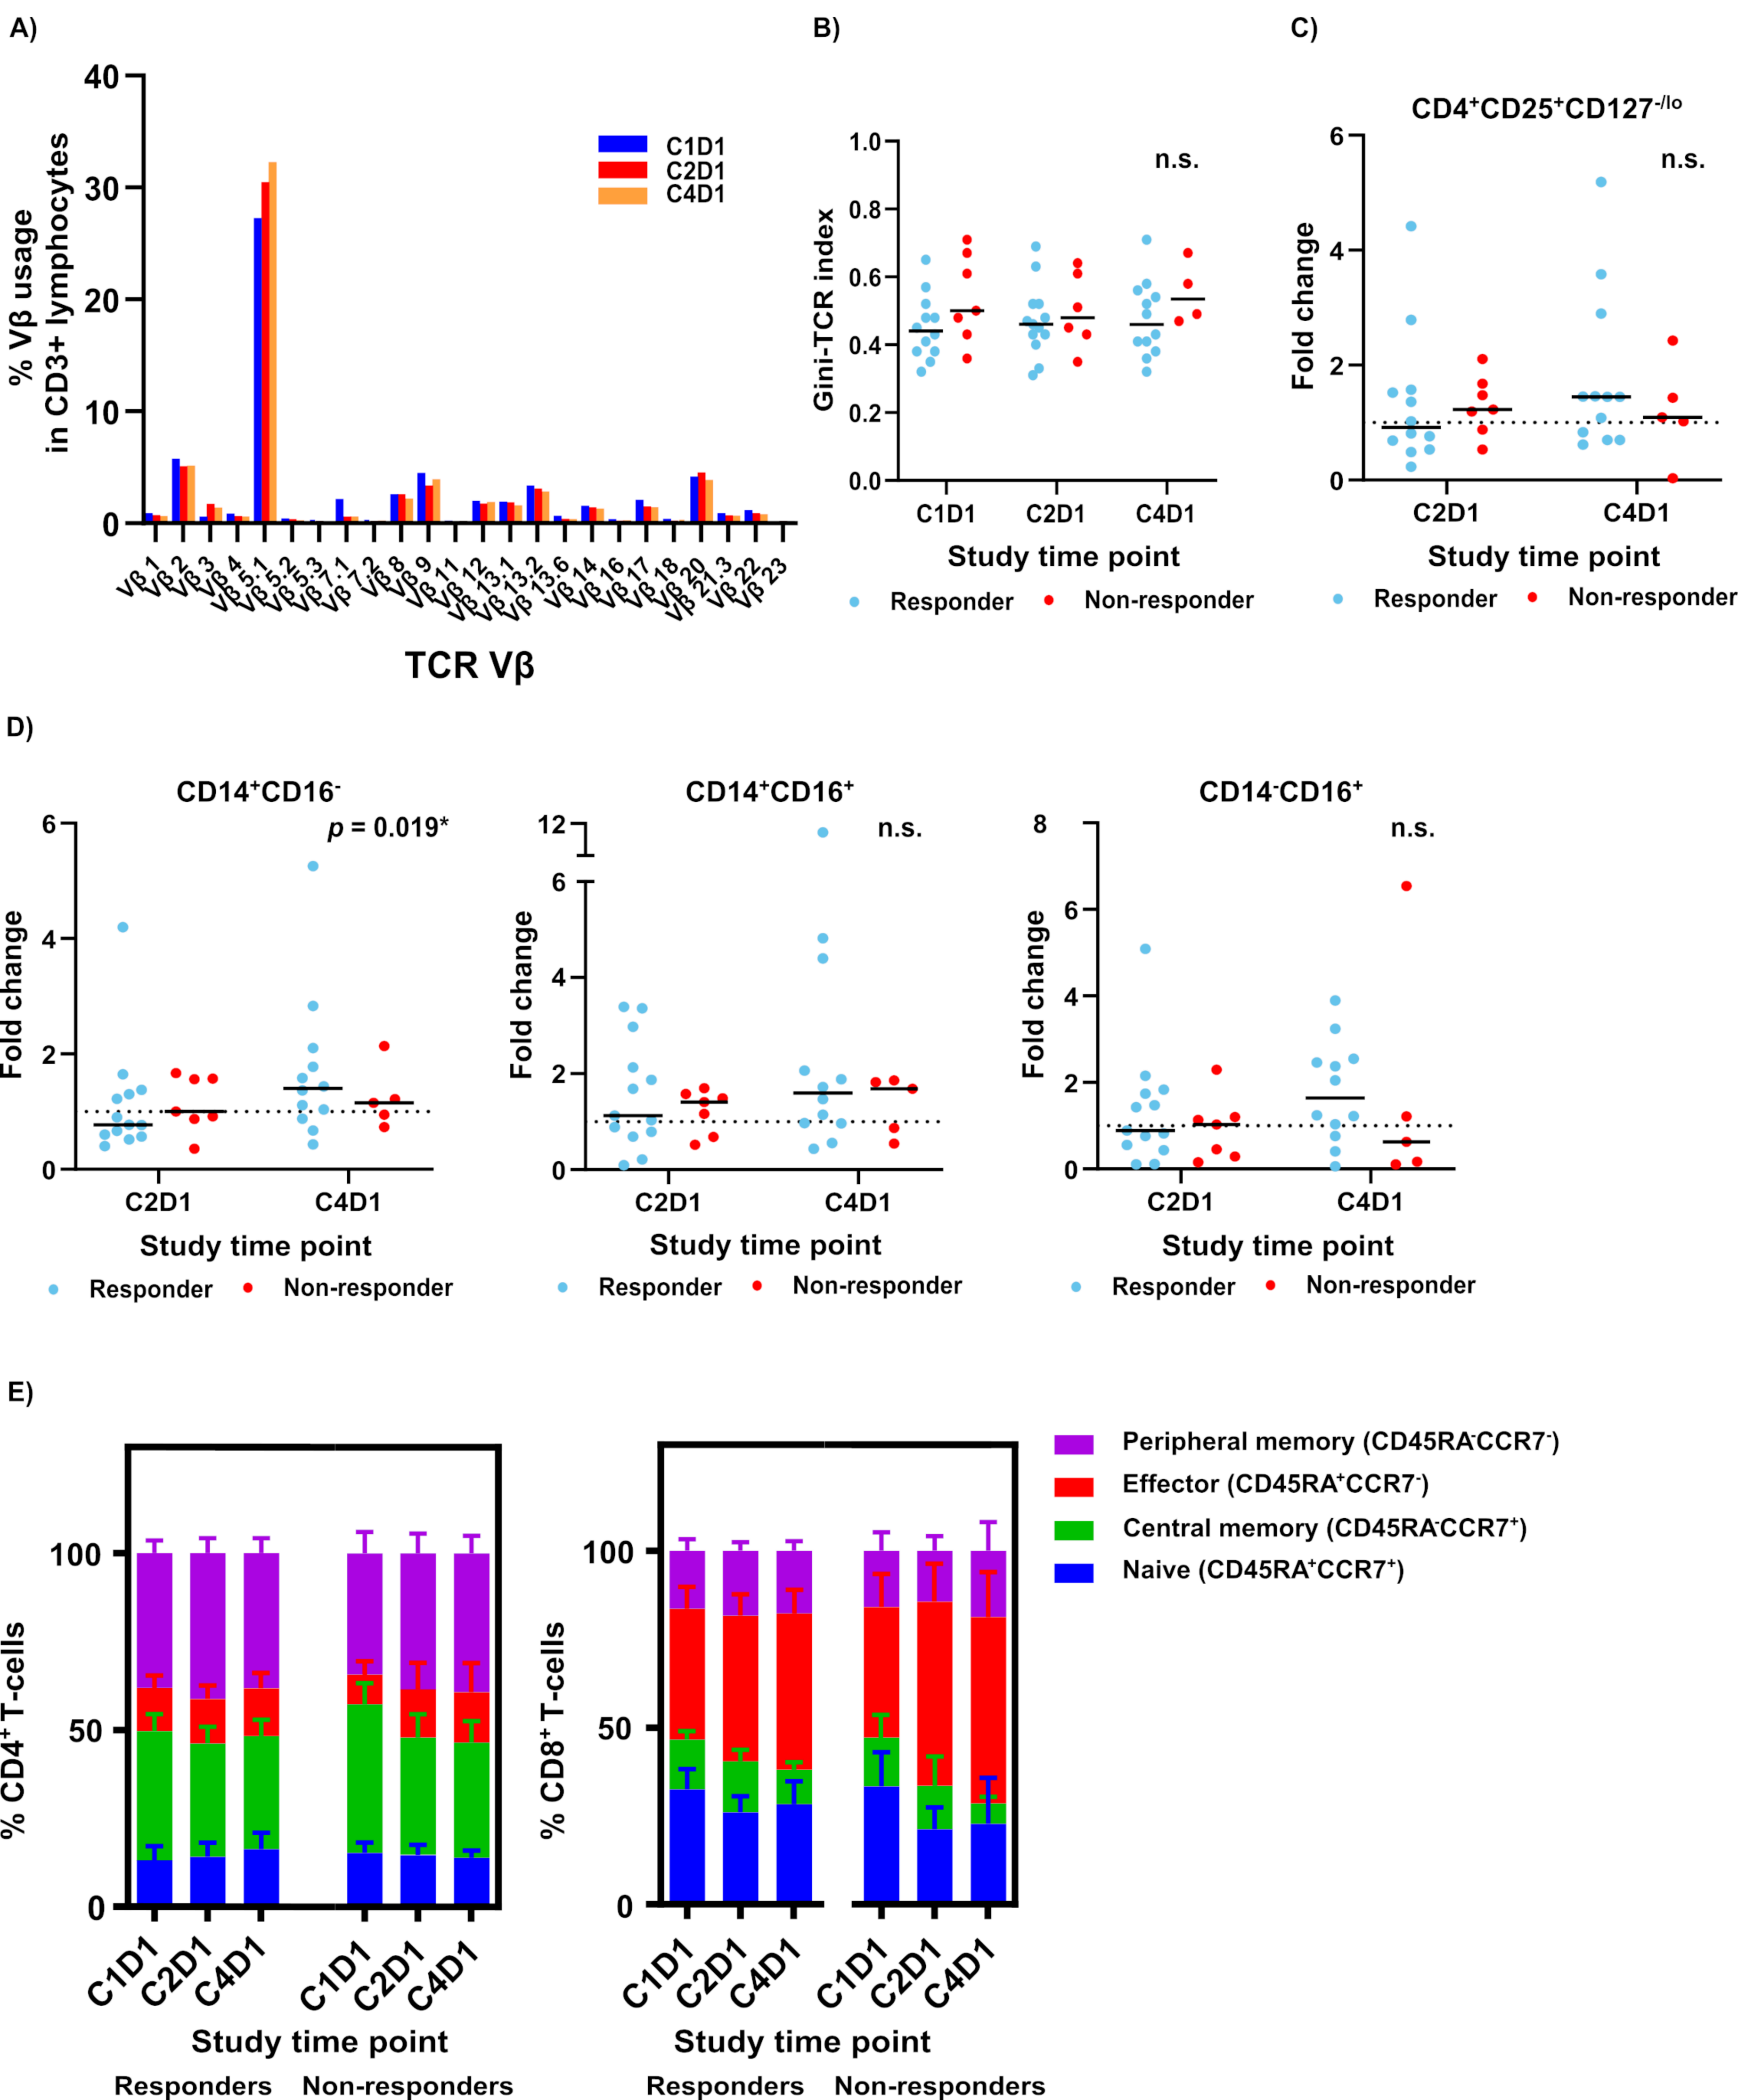 A)
40
30
20
10
0
% Vβ usage
in CD3+ lymphocytes
C1D1
C2D1
C4D1
Vβ 1
Vβ 2
Vβ 3
Vβ 4
Vβ 5.1
Vβ 5.2
Vβ 5.3
Vβ 7.1
Vβ 7.2
Vβ 8
Vβ 9
Vβ 11
Vβ 12
Vβ 13.1
Vβ 13.2
Vβ 13.6
Vβ 14
Vβ 16
Vβ 17
Vβ 18
Vβ 20
Vβ 21.3
Vβ 22
Vβ 23
TCR Vβ
B)
n.s.
1.0
0.8
0.6
0.4
0.2
0.0
Gini-TCR index
C1D1 C2D1 C4D1
Study time point
Responder Non-responder
C)
CD4⁺CD25⁺CD127⁻/ˡᵒ
n.s.
6
4
2
0
Fold change
C2D1 C4D1
Study time point
Responder Non-responder
D)
CD14⁺CD16⁻
p = 0.019*
6
4
2
0
Fold change
C2D1 C4D1
Study time point
Responder Non-responder
CD14⁺CD16⁺
n.s.
12
6
4
2
0
Fold change
C2D1 C4D1
Study time point
Responder Non-responder
CD14⁻CD16⁺
n.s.
8
6
4
2
0
Fold change
C2D1 C4D1
Study time point
Responder Non-responder
E)
100
50
0
% CD4⁺ T-cells
C1D1
C2D1
C4D1
C1D1
C2D1
C4D1
Study time point
Responders Non-responders
100
50
0
% CD8⁺ T-cells
C1D1
C2D1
C4D1
C1D1
C2D1
C4D1
Study time point
Responders Non-responders
Peripheral memory (CD45RA⁻CCR7⁻)
Effector (CD45RA⁺CCR7⁻)
Central memory (CD45RA⁻CCR7⁺)
Naive (CD45RA⁺CCR7⁺)